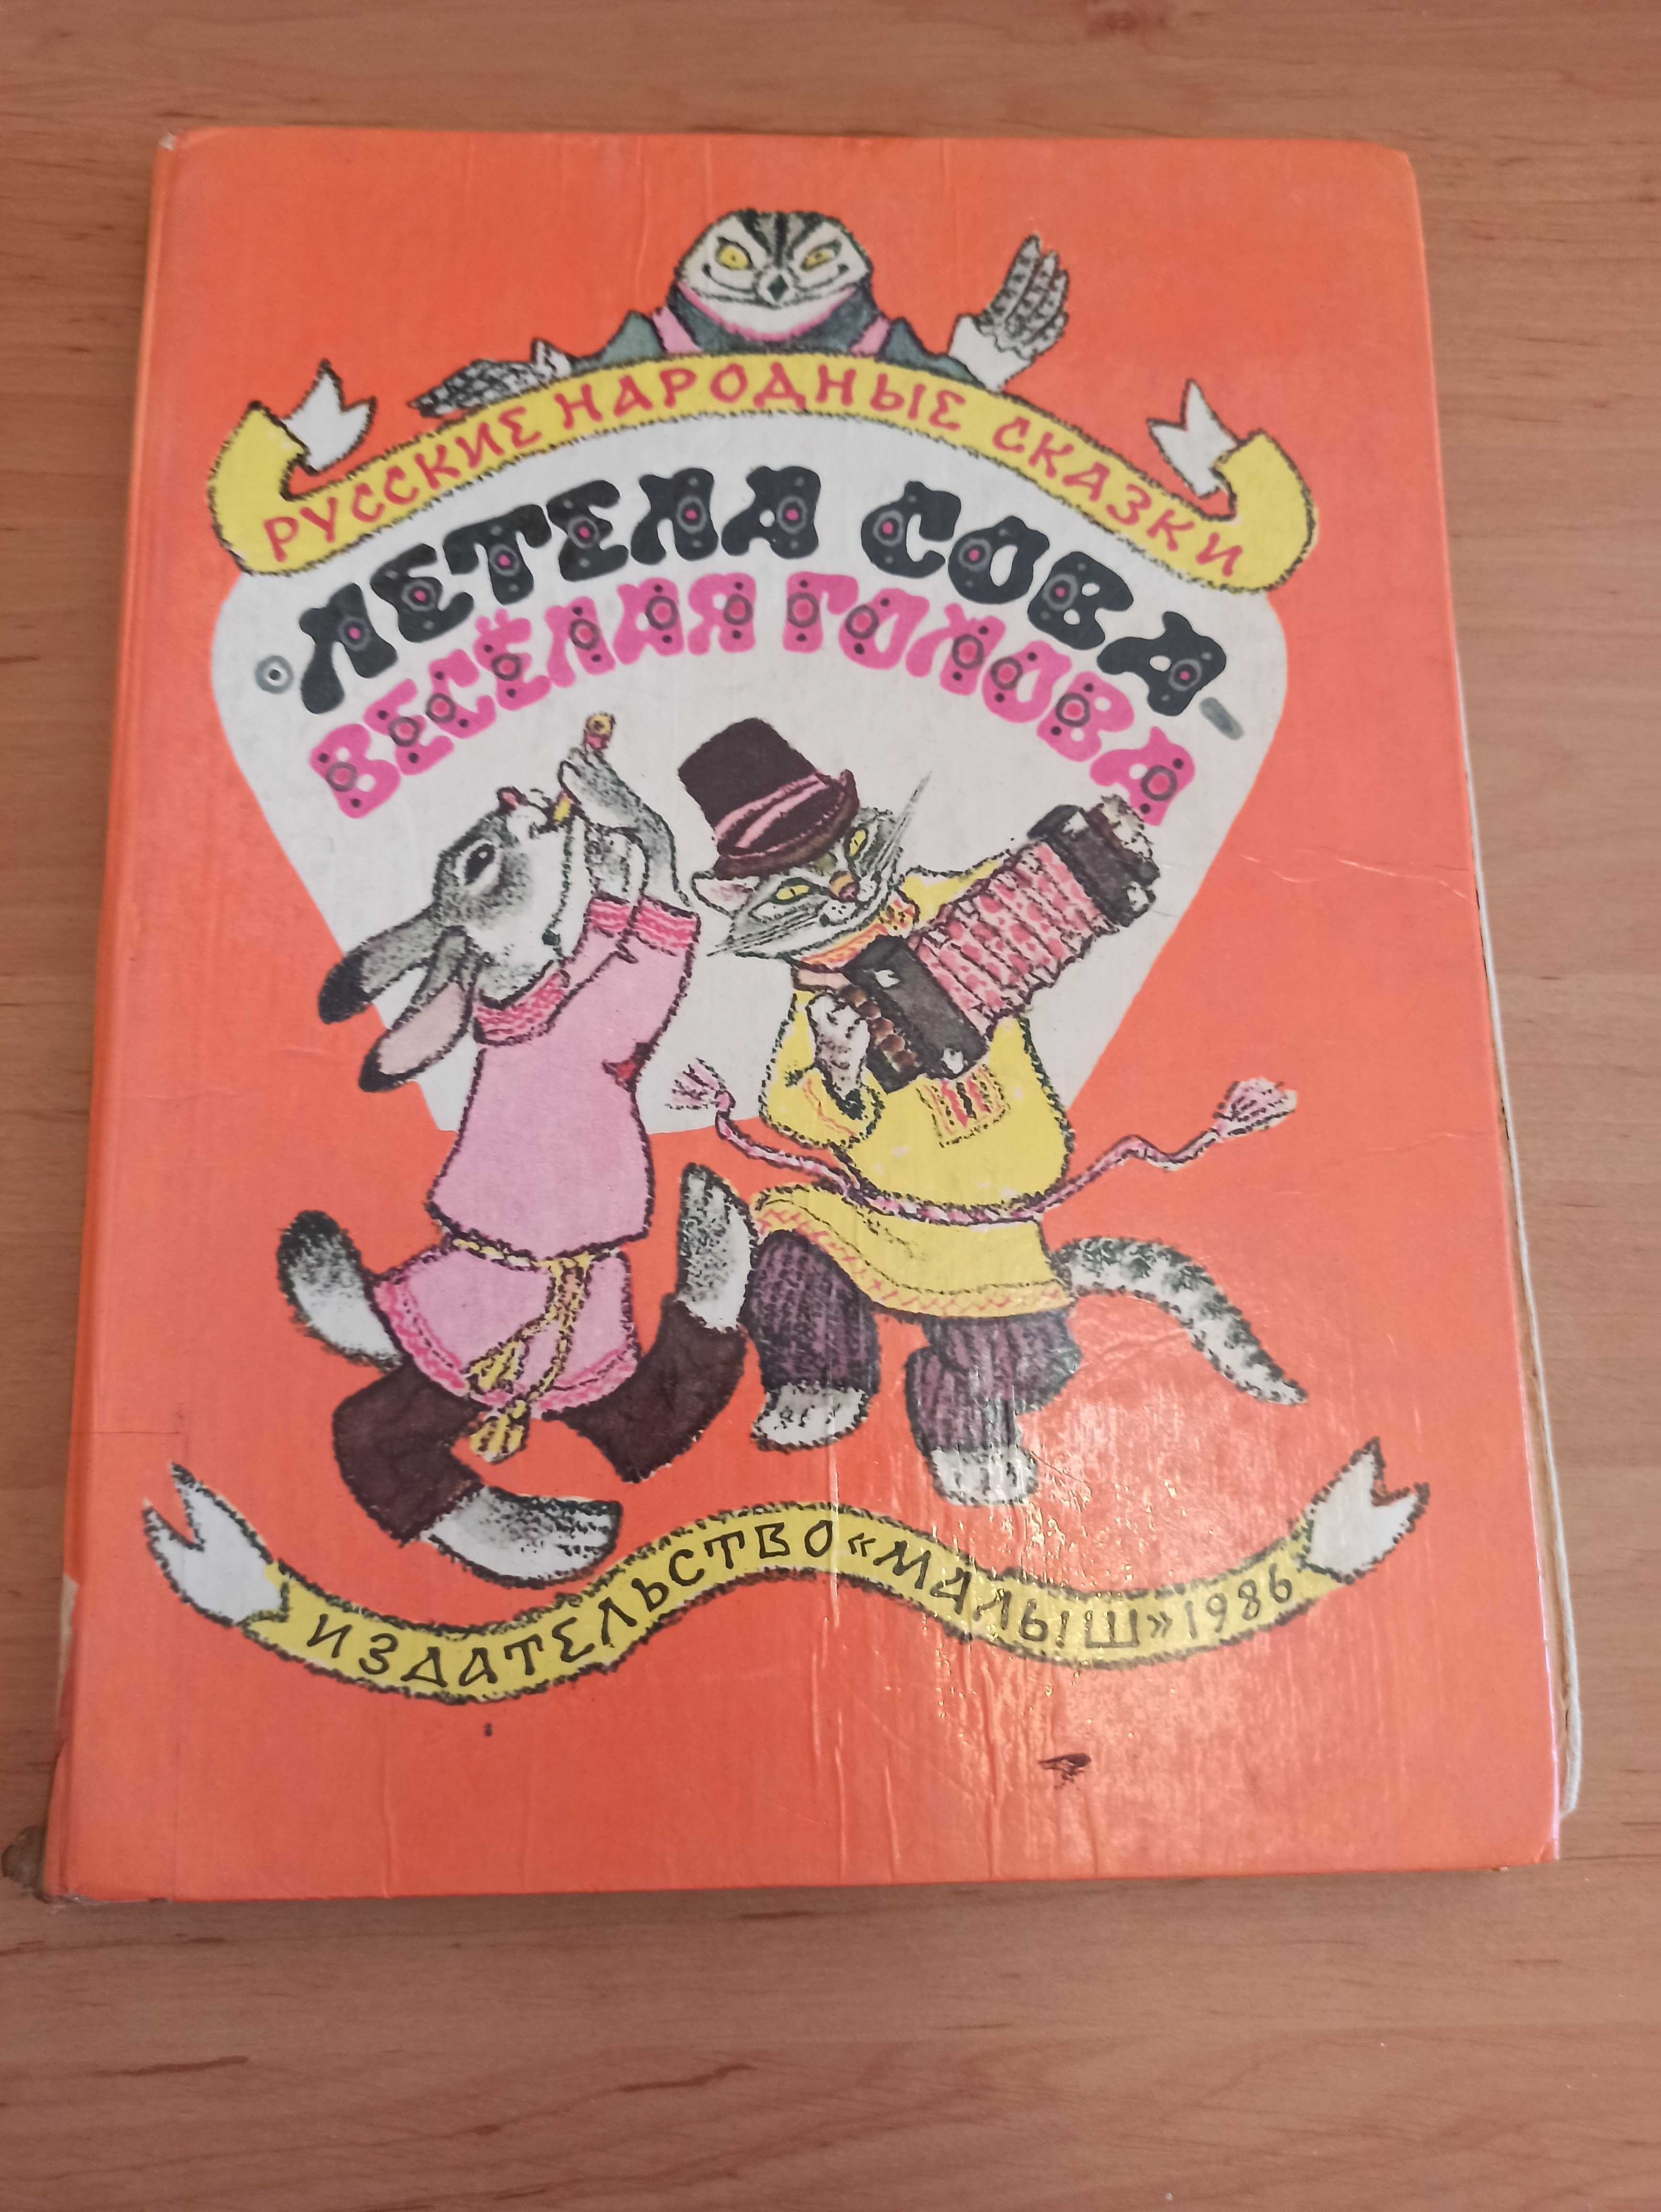 РУССКИЕ НАРОДНЫЕ СКАЗКИ
ЛЕТЕЛА СОВА-
ВЕСЁЛАЯ ГОЛОВА
ИЗДАТЕЛЬСТВО «МАЛЫШ» 1986